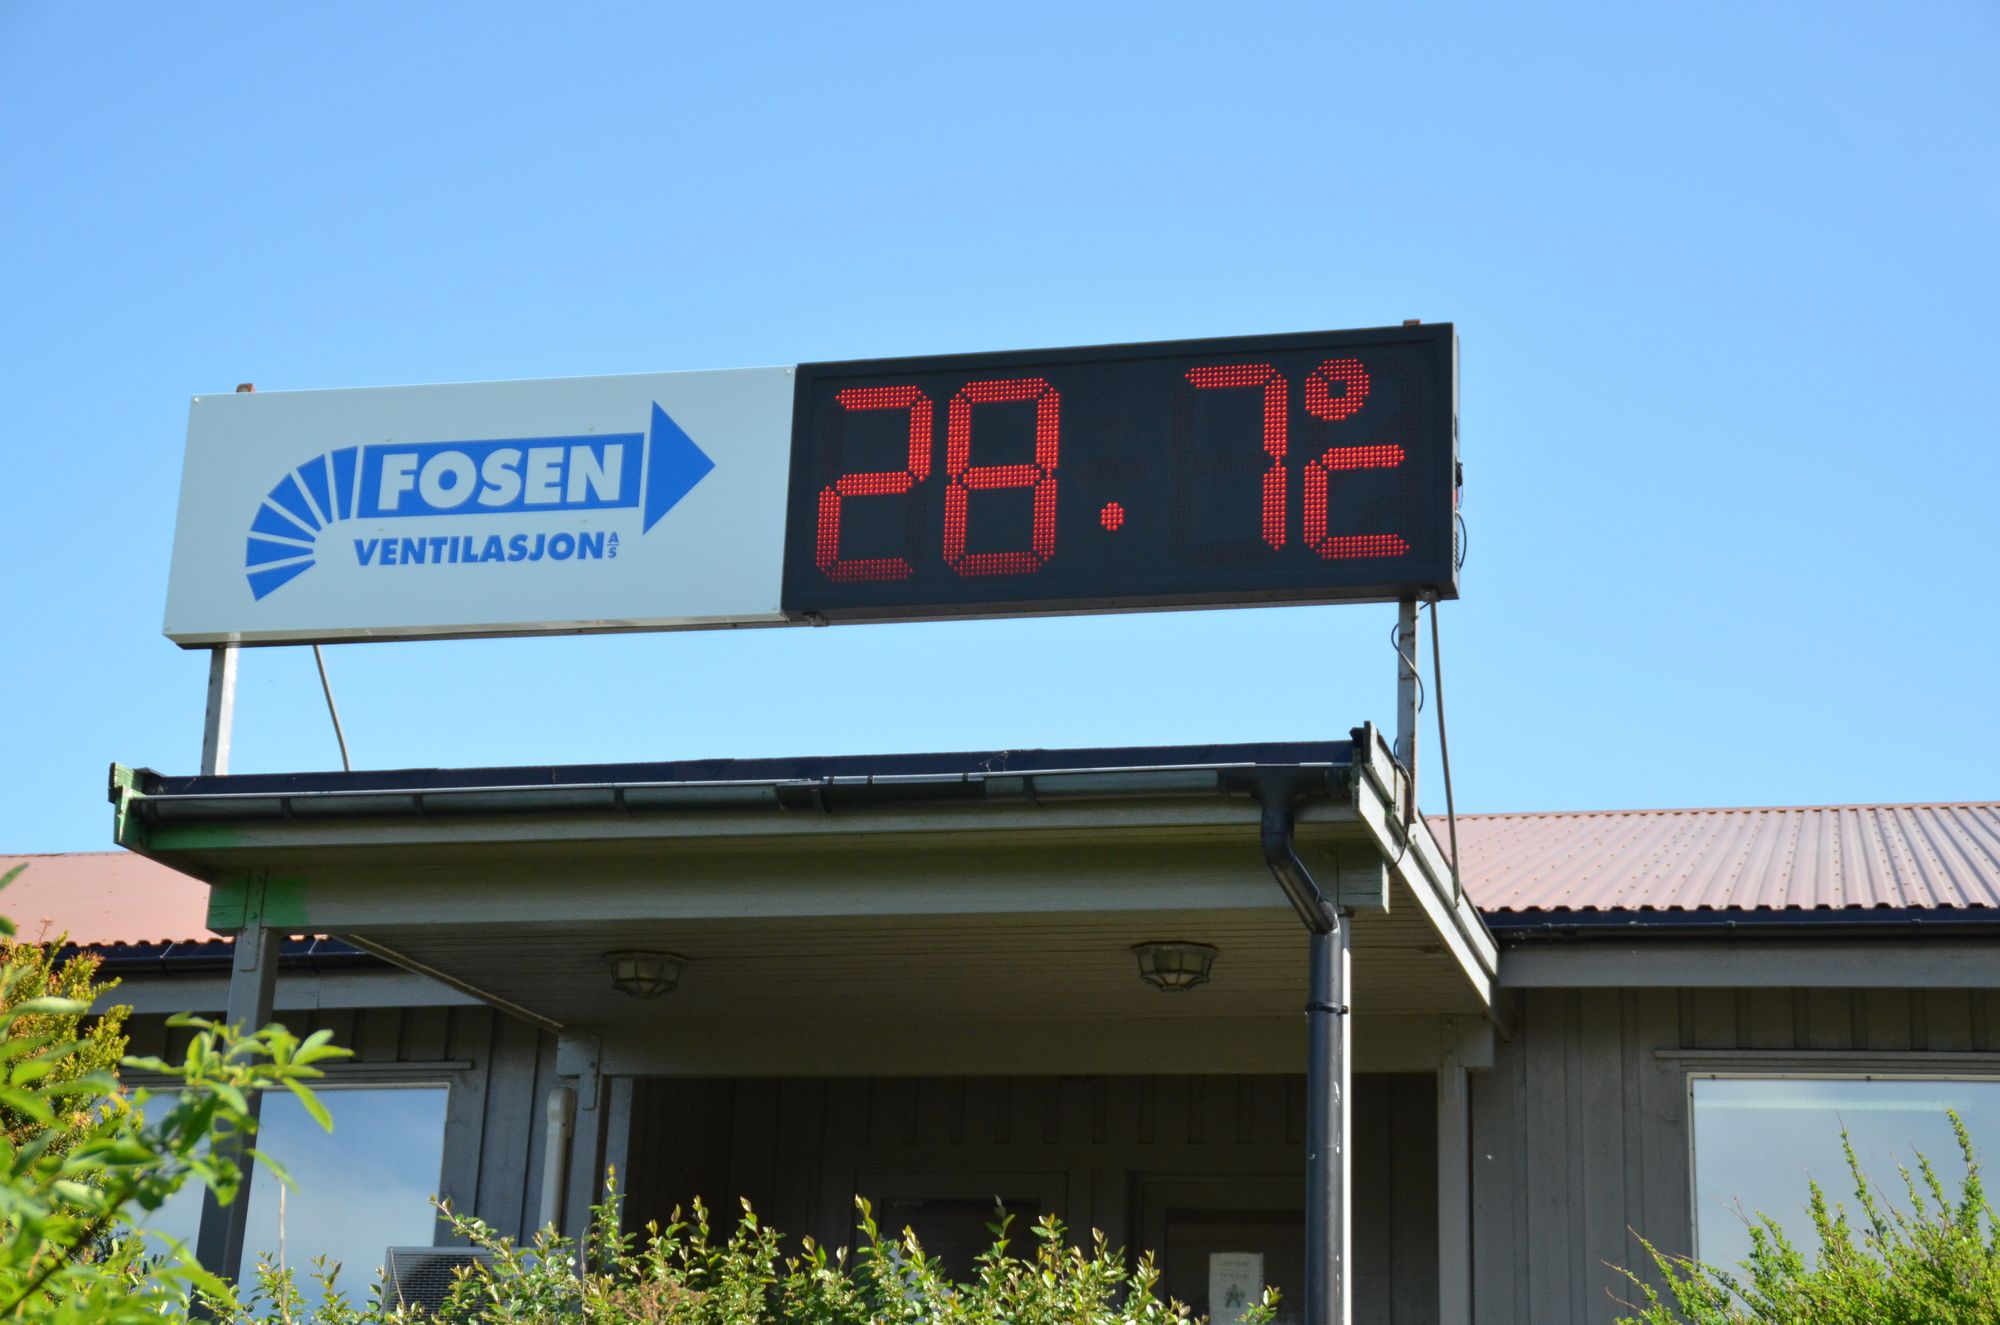 FOSEN
VENTILASJON A/S
28.7°C